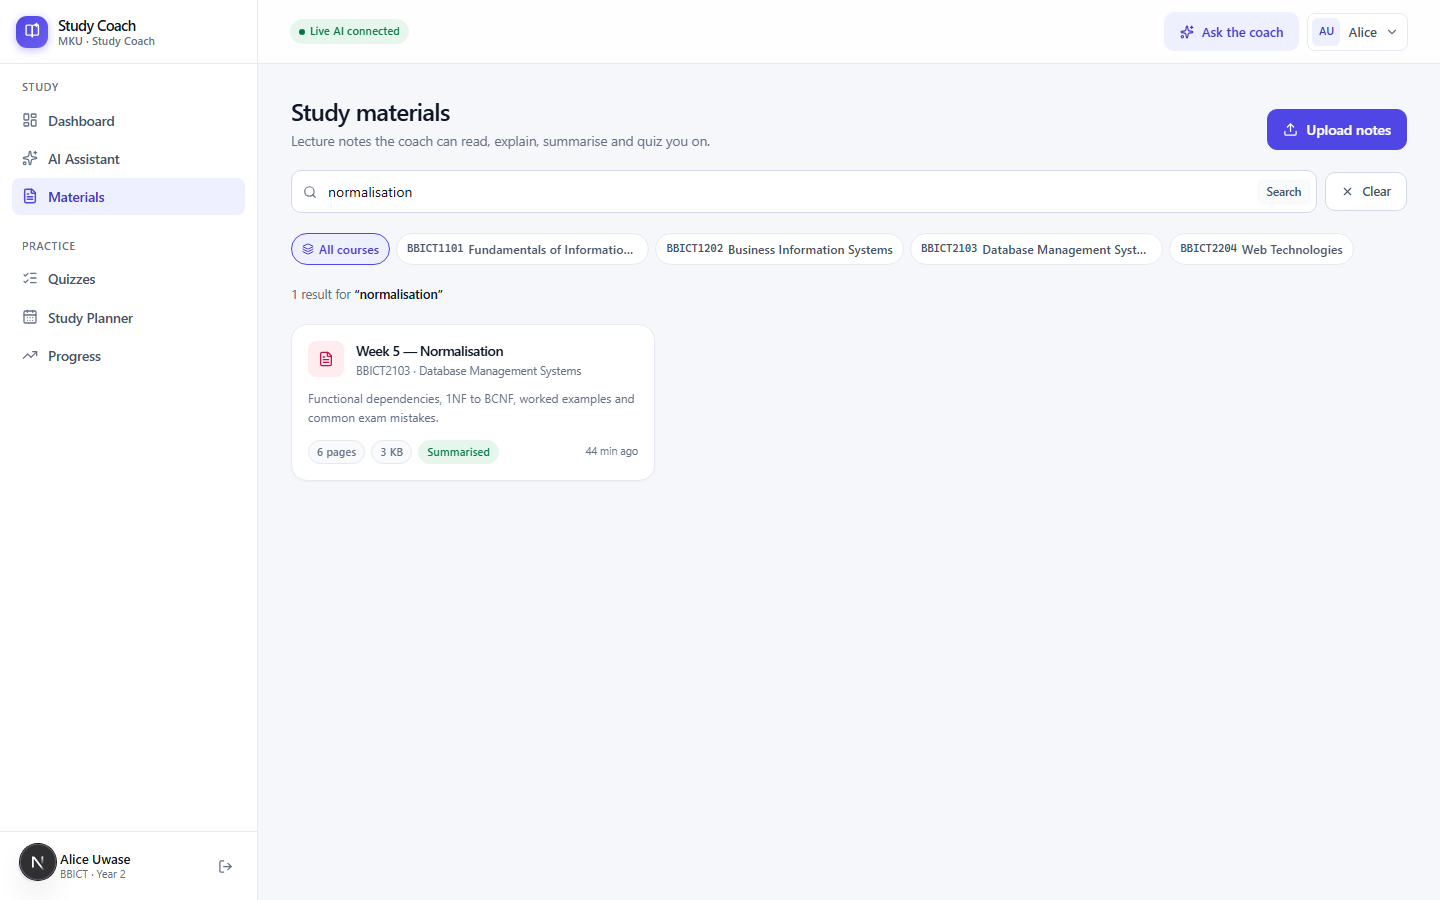 Study Coach
MKU · Study Coach
Live AI connected
Ask the coach
AU
Alice
STUDY
Dashboard
AI Assistant
Materials
PRACTICE
Quizzes
Study Planner
Progress
Study materials
Lecture notes the coach can read, explain, summarise and quiz you on.
Upload notes
normalisation
Search
Clear
All courses
BBICT1101 Fundamentals of Informatio...
BBICT1202 Business Information Systems
BBICT2103 Database Management Syst...
BBICT2204 Web Technologies
1 result for “normalisation”
Week 5 — Normalisation
BBICT2103 · Database Management Systems
Functional dependencies, 1NF to BCNF, worked examples and
common exam mistakes.
6 pages
3 KB
Summarised
44 min ago
N
Alice Uwase
BBICT · Year 2